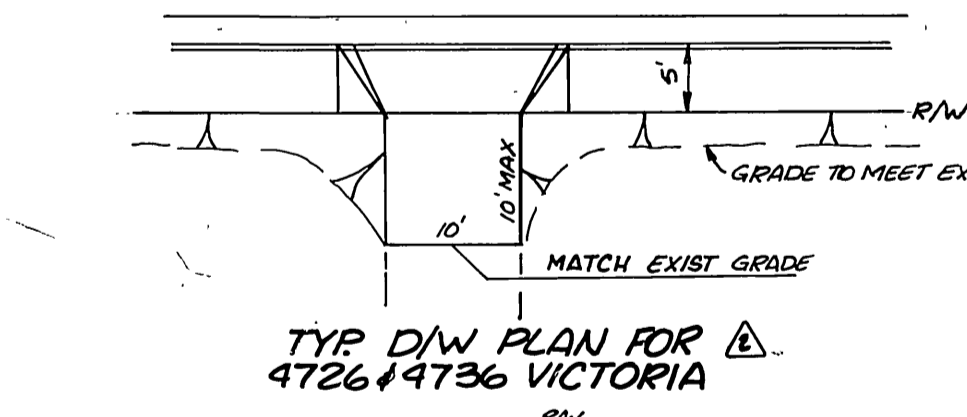 5'
R/W
10' MAX
GRADE TO MEET EX
10'
MATCH EXIST GRADE
TYP. D/W PLAN FOR 2
4726 & 4736 VICTORIA